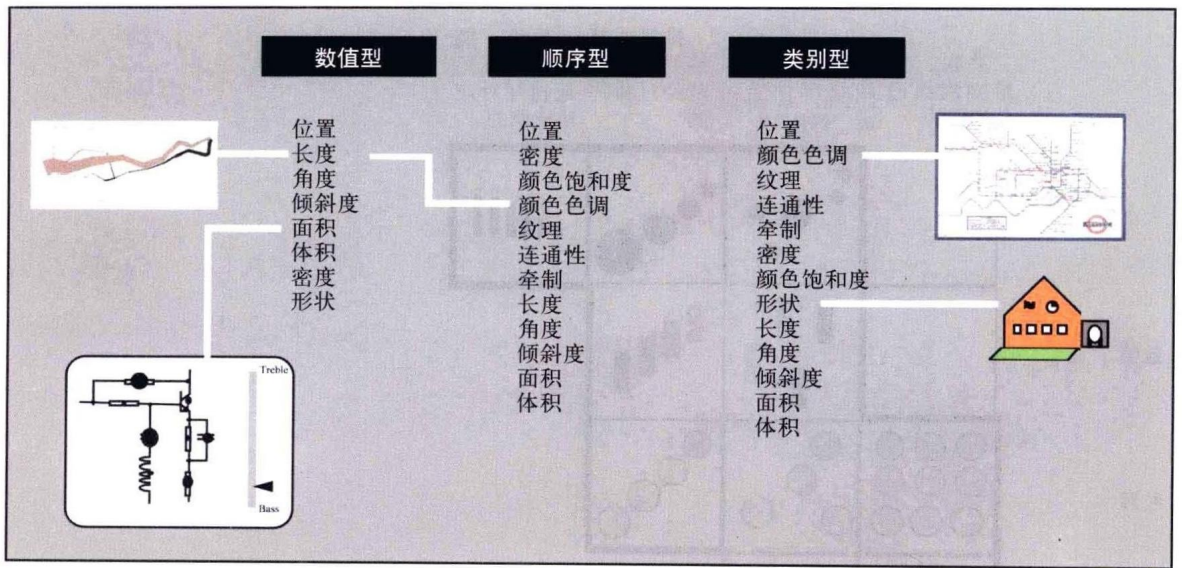 数值型
位置
长度
角度
倾斜度
面积
体积
密度
形状
顺序型
位置
密度
颜色饱和度
颜色色调
纹理
连通性
牵制
长度
角度
倾斜度
面积
体积
类别型
位置
颜色色调
纹理
连通性
牵制
密度
颜色饱和度
形状
长度
角度
倾斜度
面积
体积
Treble
Bass